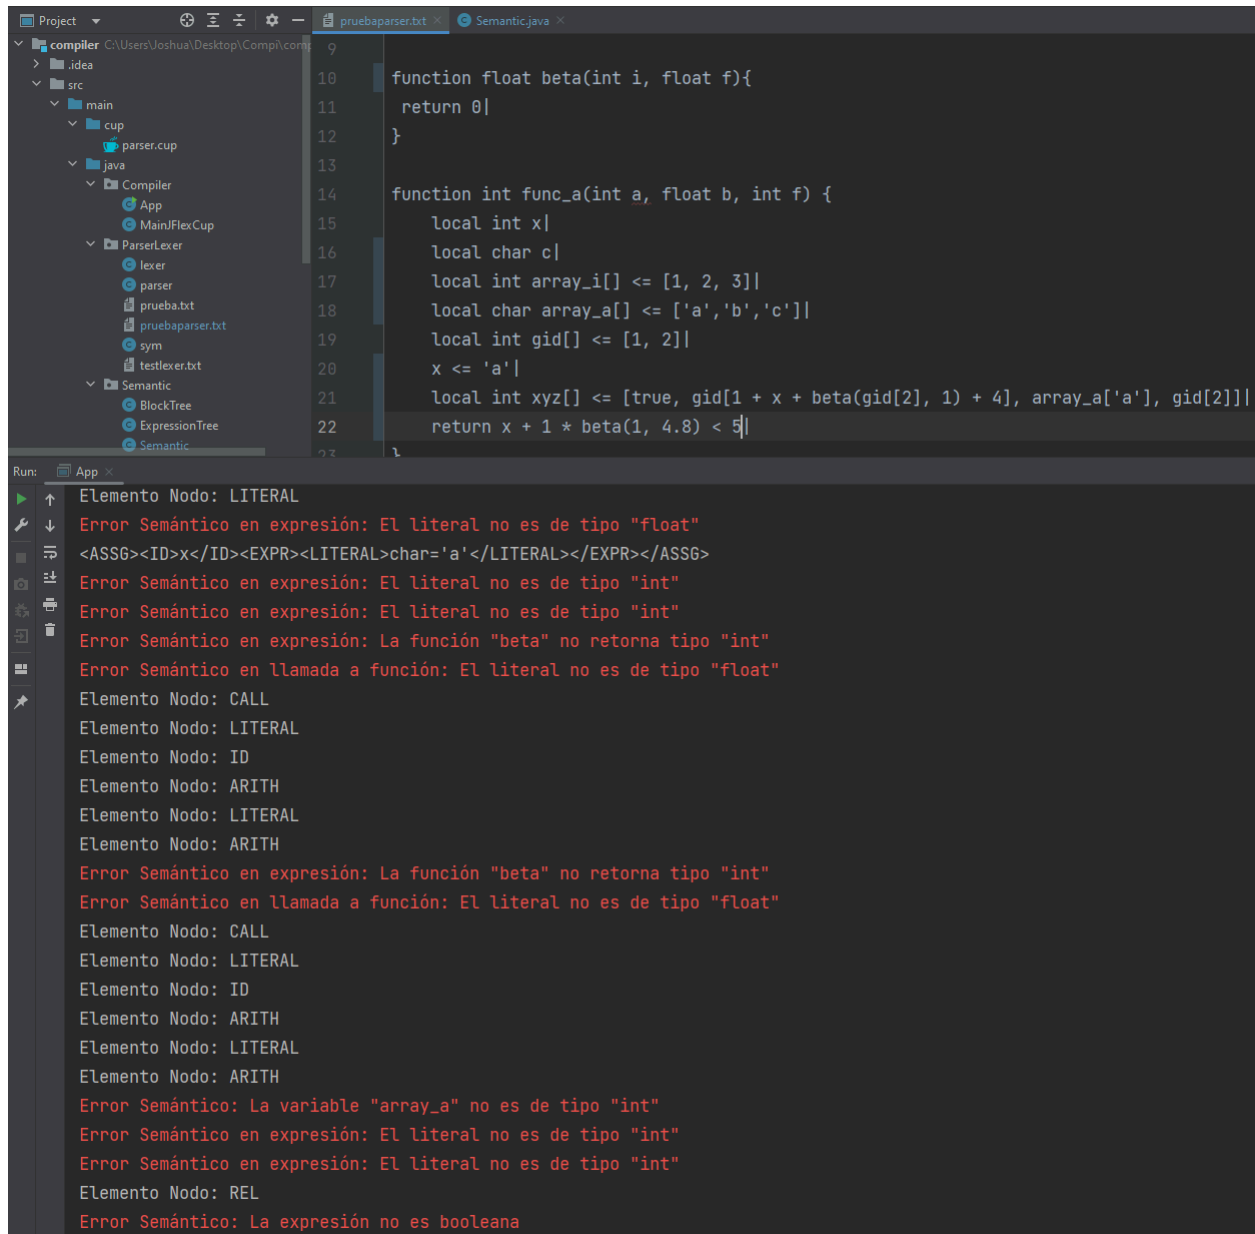 Project
pruebaparser.txt
Semantic.java
compiler C:\Users\Joshua\Desktop\Compi\comp
.idea
src
main
cup
parser.cup
java
Compiler
App
MainJFlexCup
ParserLexer
lexer
parser
prueba.txt
pruebaparser.txt
sym
testlexer.txt
Semantic
BlockTree
ExpressionTree
Semantic
9
10 function float beta(int i, float f){
11 return 0|
12 }
13
14 function int func_a(int a, float b, int f) {
15 local int x|
16 local char c|
17 local int array_i[] <= [1, 2, 3]|
18 local char array_a[] <= ['a','b','c']|
19 local int gid[] <= [1, 2]|
20 x <= 'a'|
21 local int xyz[] <= [true, gid[1 + x + beta(gid[2], 1) + 4], array_a['a'], gid[2]]|
22 return x + 1 * beta(1, 4.8) < 5|
23 }
Run: App
Elemento Nodo: LITERAL
Error Semántico en expresión: El literal no es de tipo "float"
<ASSG><ID>x</ID><EXPR><LITERAL>char='a'</LITERAL></EXPR></ASSG>
Error Semántico en expresión: El literal no es de tipo "int"
Error Semántico en expresión: El literal no es de tipo "int"
Error Semántico en expresión: La función "beta" no retorna tipo "int"
Error Semántico en llamada a función: El literal no es de tipo "float"
Elemento Nodo: CALL
Elemento Nodo: LITERAL
Elemento Nodo: ID
Elemento Nodo: ARITH
Elemento Nodo: LITERAL
Elemento Nodo: ARITH
Error Semántico en expresión: La función "beta" no retorna tipo "int"
Error Semántico en llamada a función: El literal no es de tipo "float"
Elemento Nodo: CALL
Elemento Nodo: LITERAL
Elemento Nodo: ID
Elemento Nodo: ARITH
Elemento Nodo: LITERAL
Elemento Nodo: ARITH
Error Semántico: La variable "array_a" no es de tipo "int"
Error Semántico en expresión: El literal no es de tipo "int"
Error Semántico en expresión: El literal no es de tipo "int"
Elemento Nodo: REL
Error Semántico: La expresión no es booleana